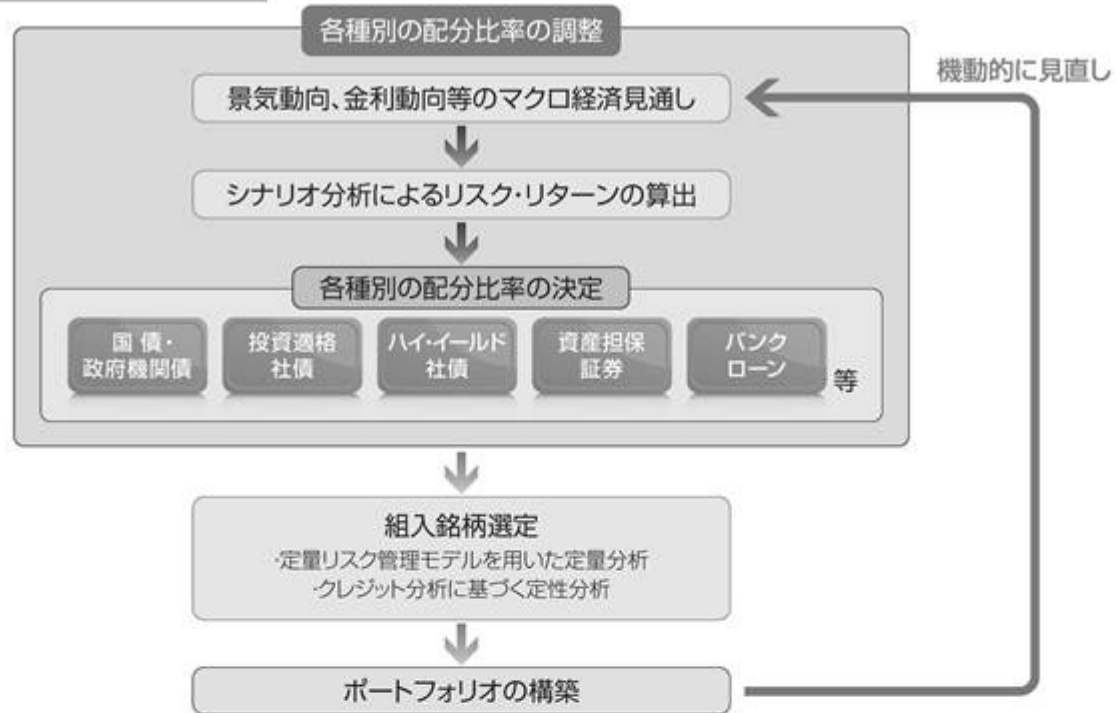 各種別の配分比率の調整
機動的に見直し
景気動向、金利動向等のマクロ経済見通し
シナリオ分析によるリスク・リターンの算出
各種別の配分比率の決定
国債・
政府機関債
投資適格
社債
ハイ・イールド
社債
資産担保
証券
バンク
ローン
等
組入銘柄選定
・定量リスク管理モデルを用いた定量分析
・クレジット分析に基づく定性分析
ポートフォリオの構築